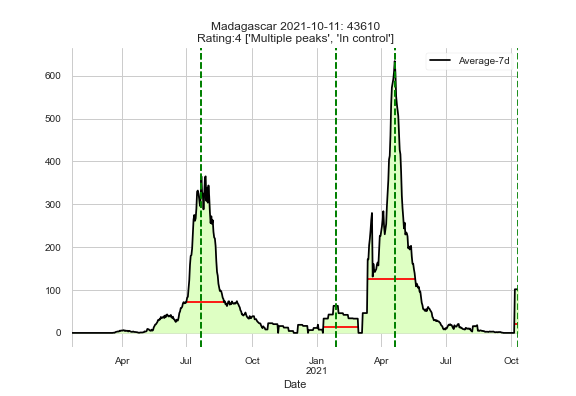 Madagascar 2021-10-11: 43610
Rating:4 ['Multiple peaks', 'In control']
Average-7d
600
500
400
300
200
100
0
Apr Jul Oct Jan Apr Jul Oct
2021
Date